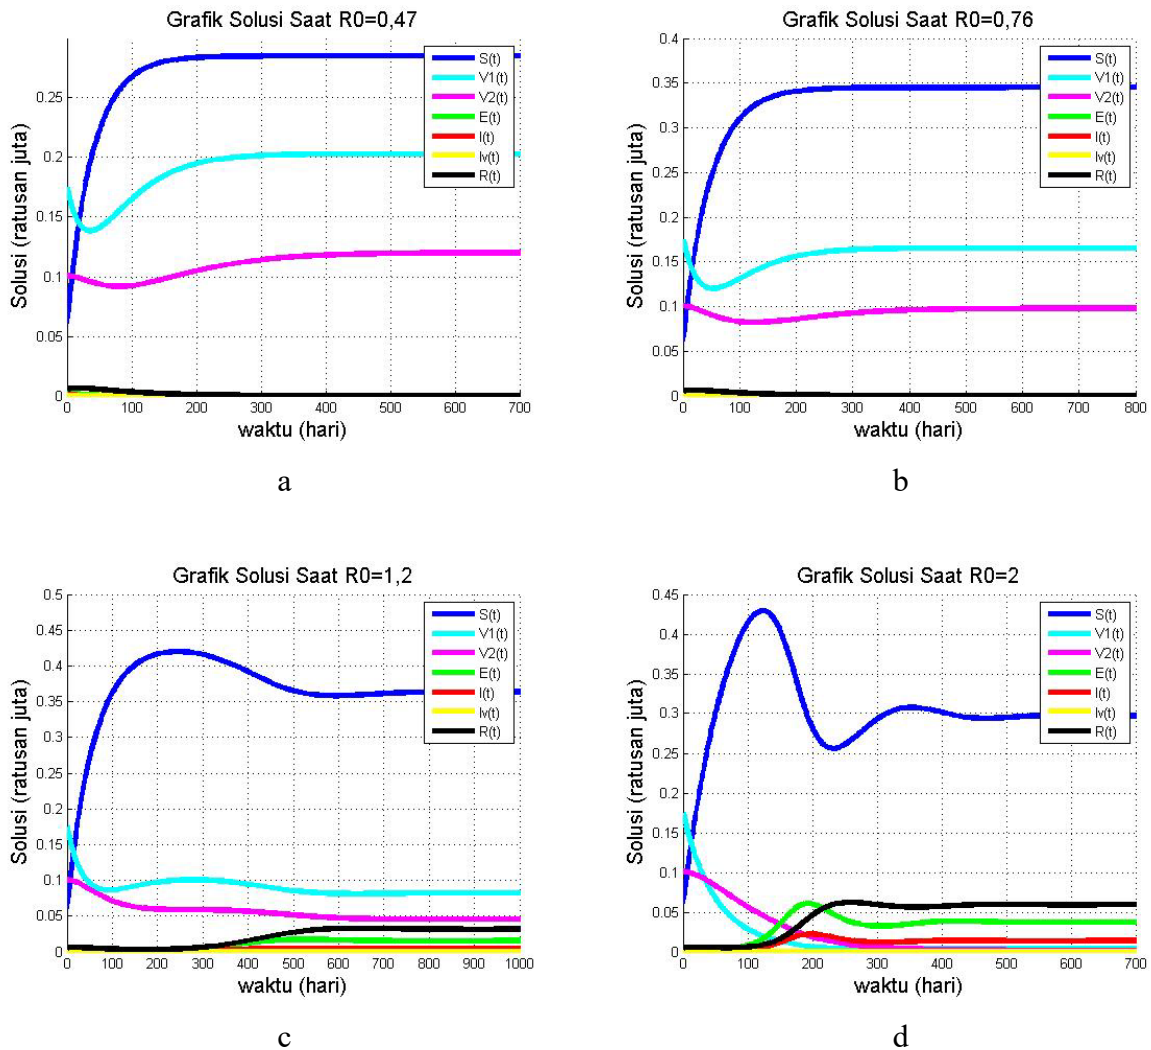 Grafik Solusi Saat R0=0,47
Solusi (ratusan juta)
0.25
0.2
0.15
0.1
0.05
0
0 100 200 300 400 500 600 700
waktu (hari)
S(t)
V1(t)
V2(t)
E(t)
I(t)
Iv(t)
R(t)
a
Grafik Solusi Saat R0=0,76
Solusi (ratusan juta)
0.4
0.35
0.3
0.25
0.2
0.15
0.1
0.05
0
0 100 200 300 400 500 600 700 800
waktu (hari)
S(t)
V1(t)
V2(t)
E(t)
I(t)
Iv(t)
R(t)
b
Grafik Solusi Saat R0=1,2
Solusi (ratusan juta)
0.5
0.45
0.4
0.35
0.3
0.25
0.2
0.15
0.1
0.05
0
0 100 200 300 400 500 600 700 800 900 1000
waktu (hari)
S(t)
V1(t)
V2(t)
E(t)
I(t)
Iv(t)
R(t)
c
Grafik Solusi Saat R0=2
Solusi (ratusan juta)
0.45
0.4
0.35
0.3
0.25
0.2
0.15
0.1
0.05
0
0 100 200 300 400 500 600 700
waktu (hari)
S(t)
V1(t)
V2(t)
E(t)
I(t)
Iv(t)
R(t)
d